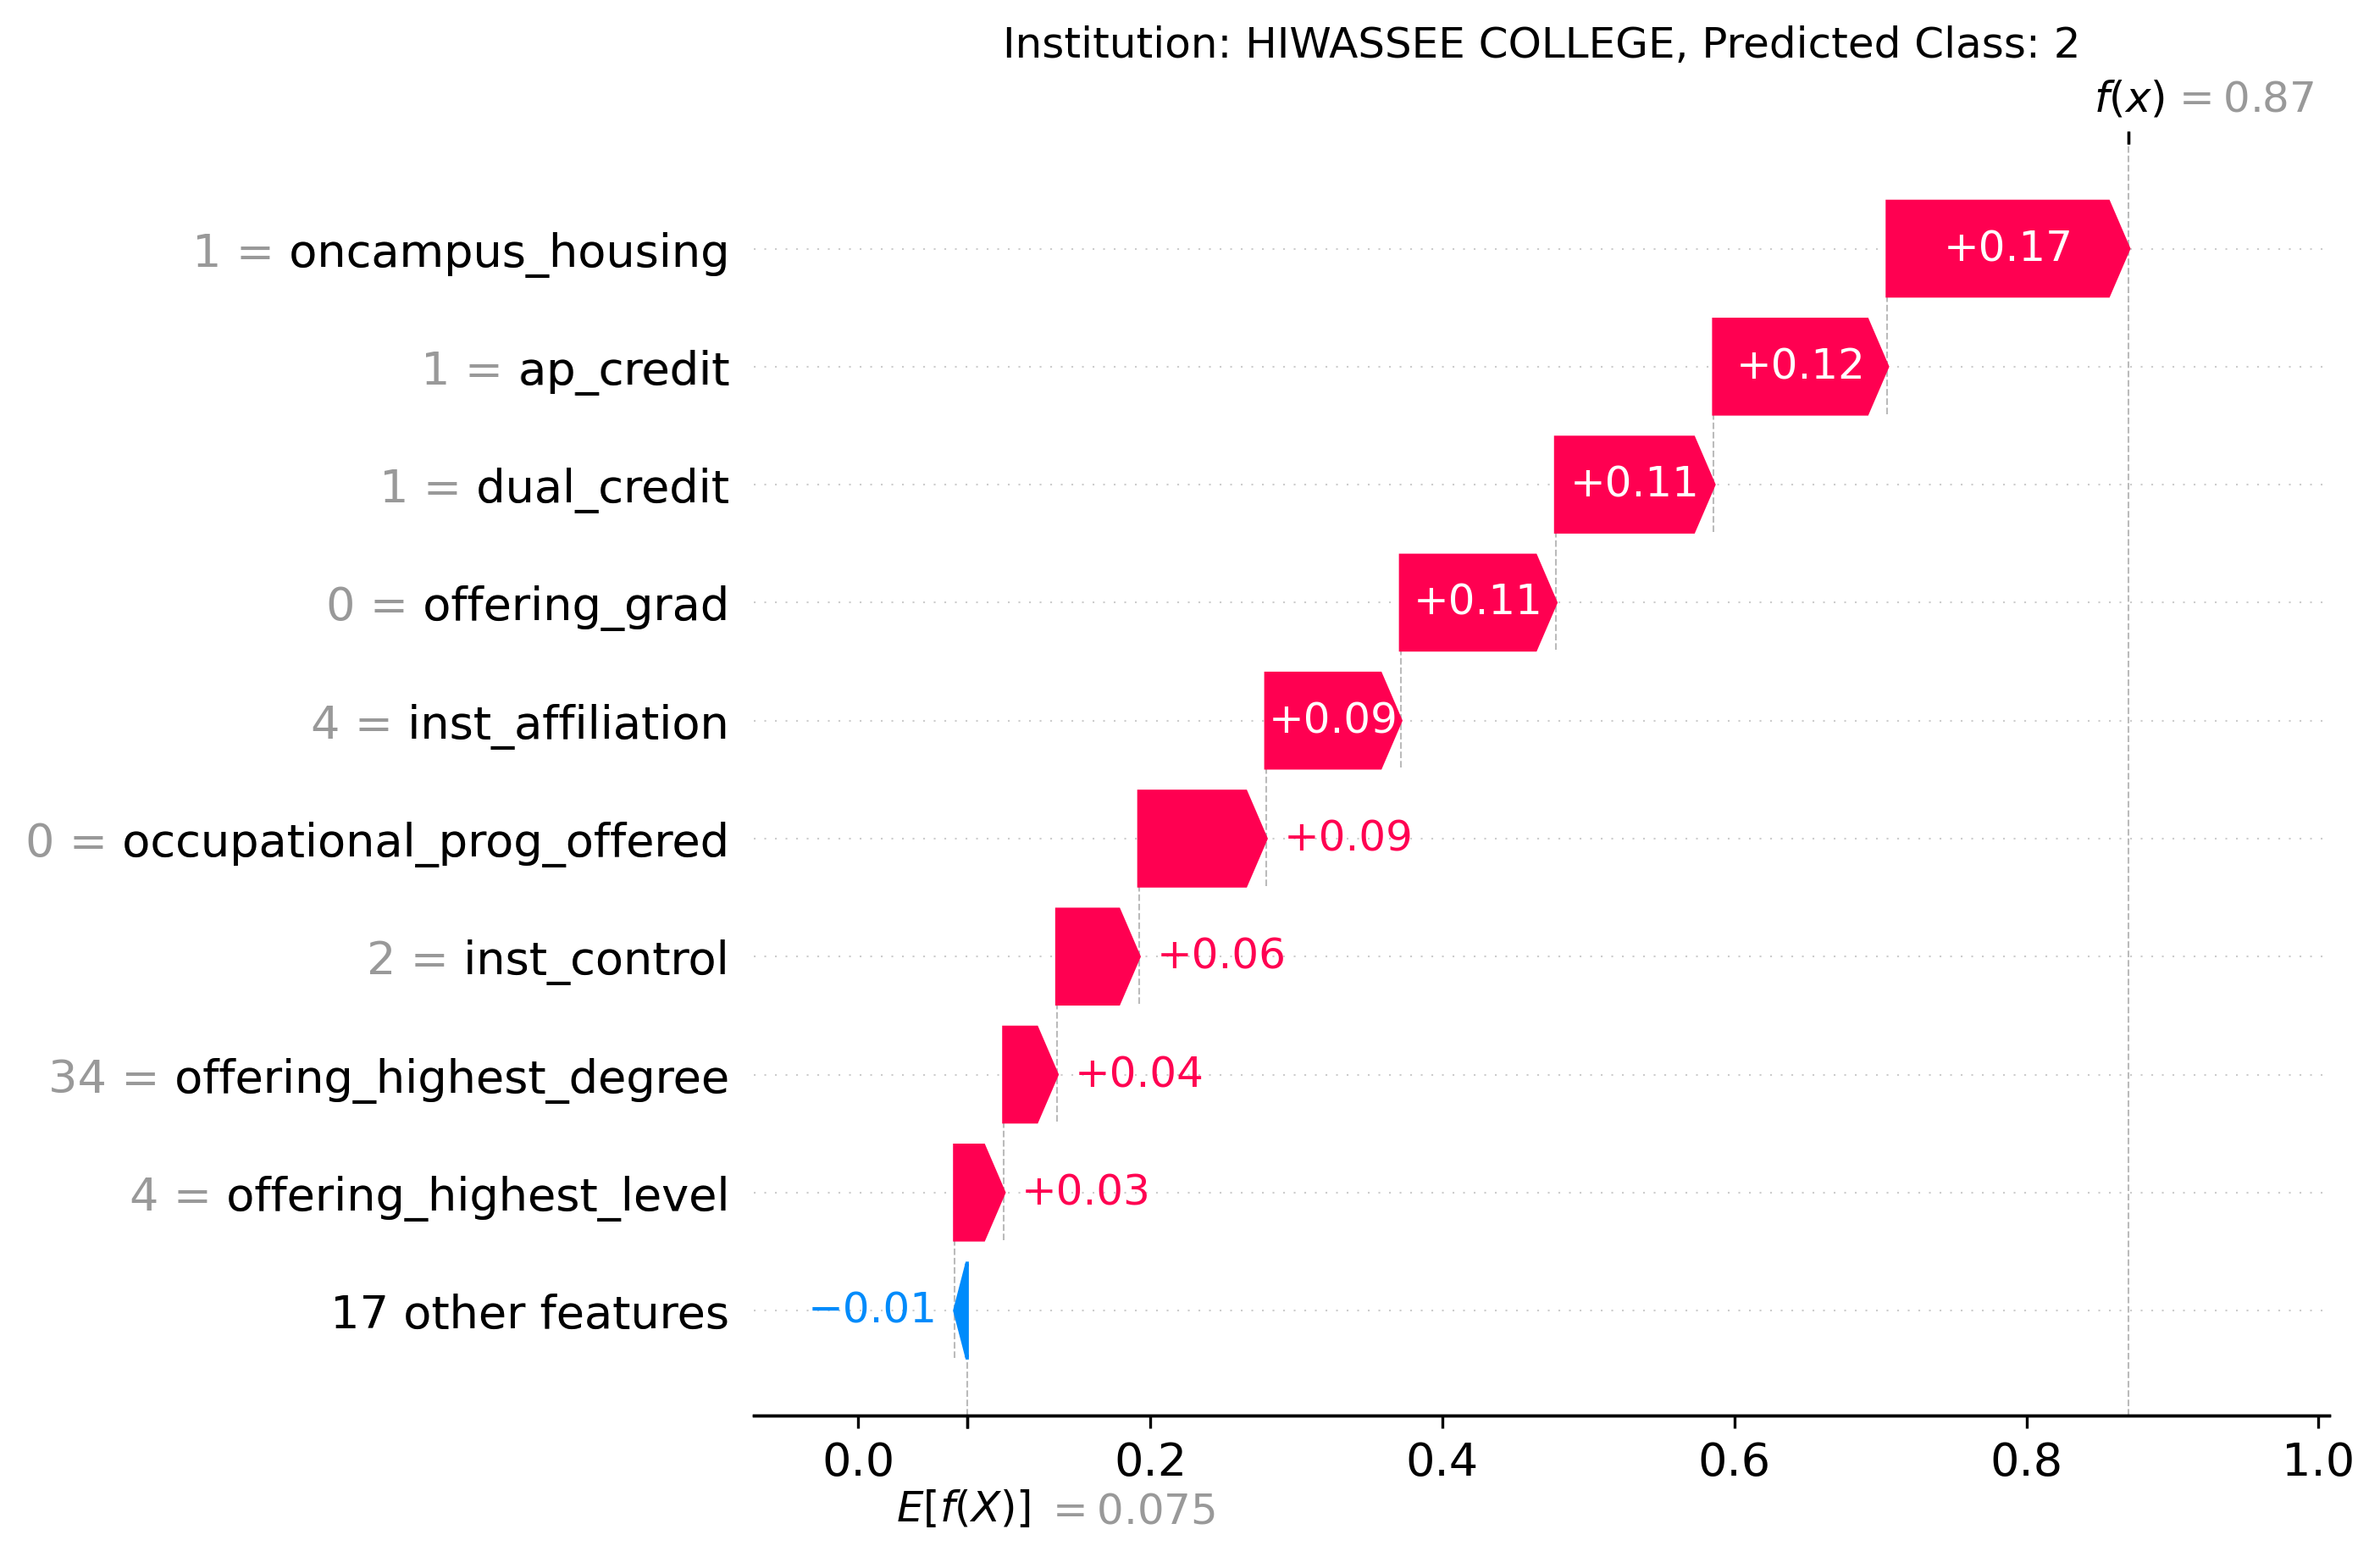 Institution: HIWASSEE COLLEGE, Predicted Class: 2
f(x) = 0.87
1 = oncampus_housing +0.17
1 = ap_credit +0.12
1 = dual_credit +0.11
0 = offering_grad +0.11
4 = inst_affiliation +0.09
0 = occupational_prog_offered +0.09
2 = inst_control +0.06
34 = offering_highest_degree +0.04
4 = offering_highest_level +0.03
17 other features −0.01
0.0 0.2 0.4 0.6 0.8 1.0
E[f(X)] = 0.075